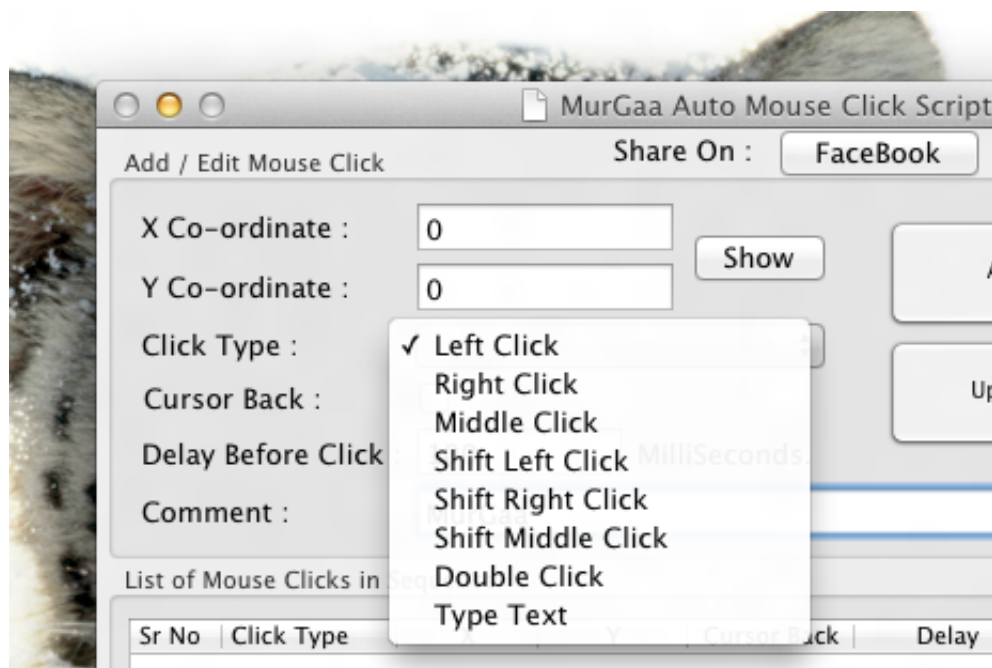 MurGaa Auto Mouse Click Script
Add / Edit Mouse Click
Share On : FaceBook
X Co-ordinate : 0
Show
Y Co-ordinate : 0
Click Type : ✓ Left Click
Right Click
Cursor Back :
Middle Click
Delay Before Click : MilliSeconds.
Shift Left Click
Shift Right Click
Comment : MurGaa
Shift Middle Click
Double Click
List of Mouse Clicks in
Type Text
Sr No Click Type X Y Cursor Back Delay